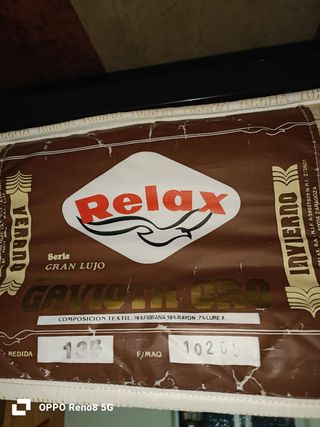 Relax
VERANO
INVIERNO
Serie
GRAN LUJO
GAVIOTA ORO
COMPOSICION TEXTIL: 74%FIBRANA 19%RAYON 7%LUREX
MEDIDA 135 F/MAQ 10205
OPPO Reno8 5G